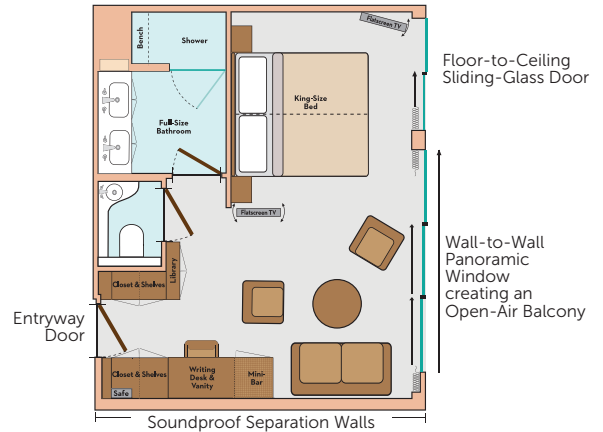 Flatscreen TV
Bench
Shower
Floor-to-Ceiling
Sliding-Glass Door
King-Size
Bed
Full-Size
Bathroom
Flatscreen TV
Library
Wall-to-Wall
Panoramic
Window
creating an
Open-Air Balcony
Closet & Shelves
Entryway
Door
Closet & Shelves
Writing
Desk &
Vanity
Mini-
Bar
Safe
Soundproof Separation Walls